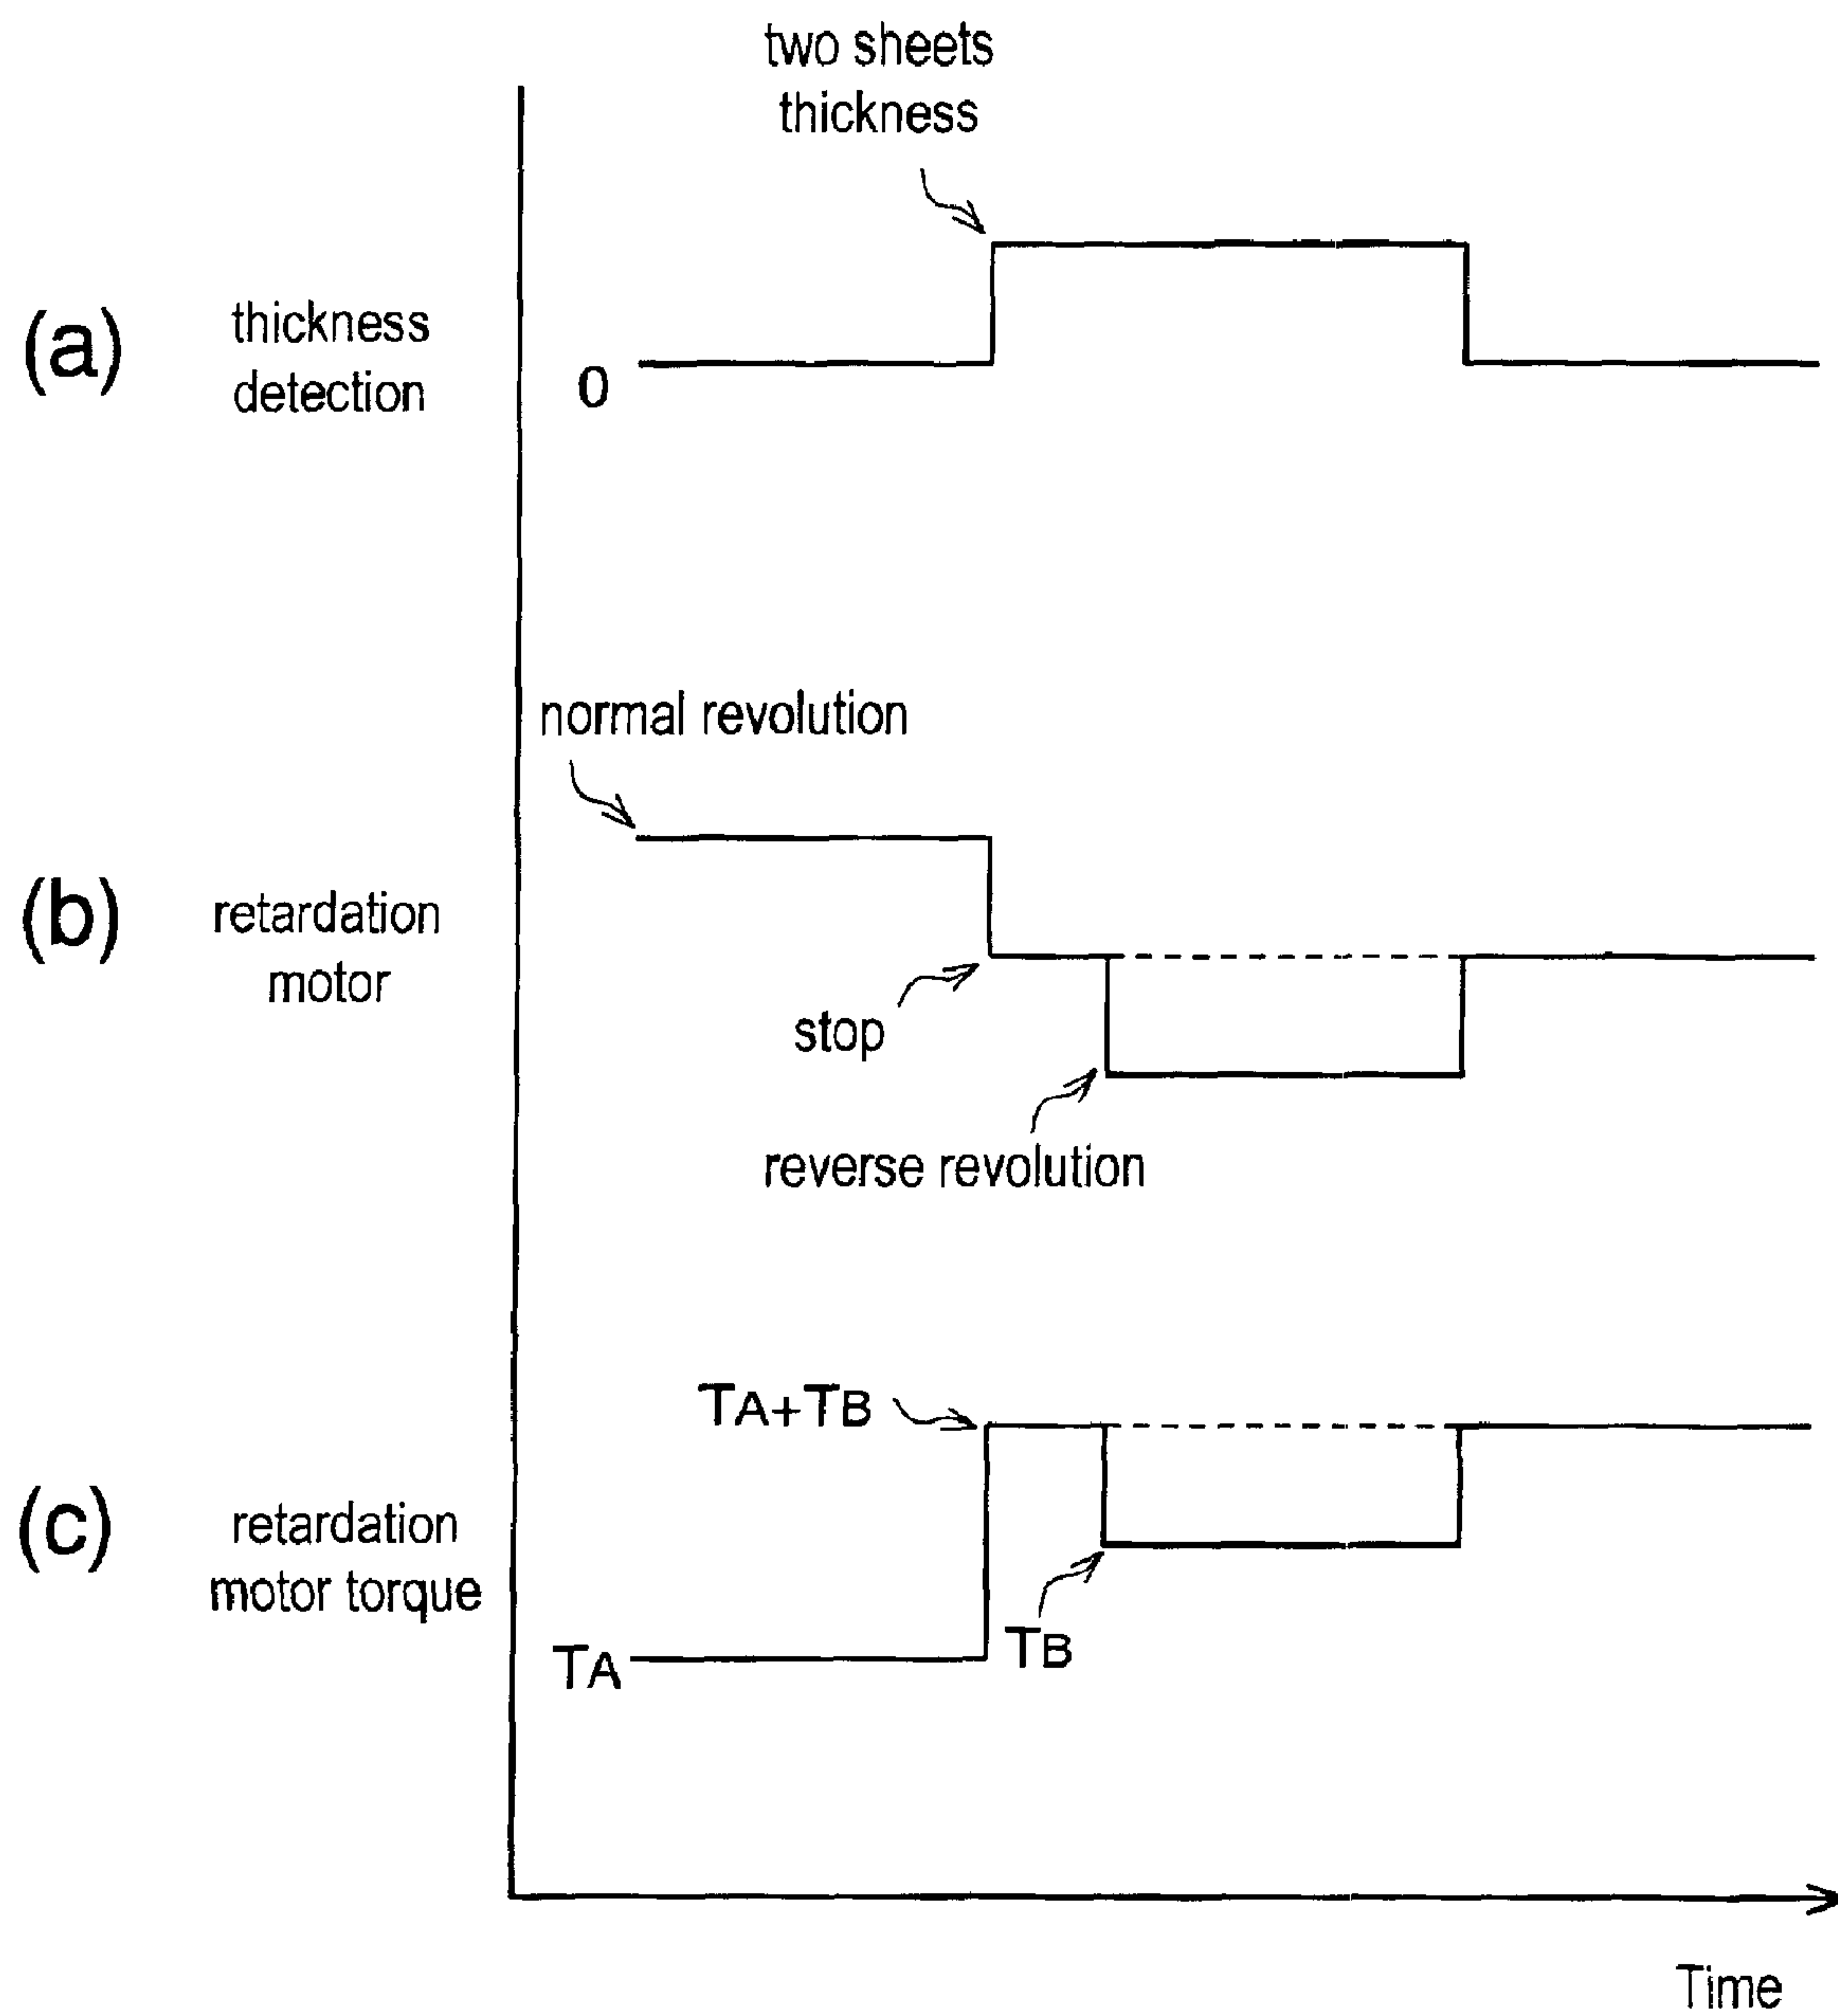 two sheets
thickness
(a)
thickness
detection
0
normal revolution
(b)
retardation
motor
stop
reverse revolution
TA+TB
(c)
retardation
motor torque
TB
TA
Time